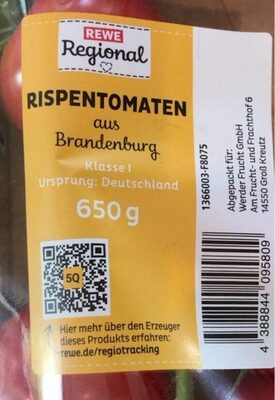 REWE
Regional
RISPENTOMATEN
aus
Brandenburg
Klasse I
Ursprung: Deutschland
650 g
5Q
Hier mehr über den Erzeuger
dieses Produkts erfahren:
rewe.de/regiotracking
1366003-F8075
Abgepackt für:
Werder Frucht GmbH
Am Frucht- und Frachthof 6
14550 Groß Kreutz
4 388844 095809